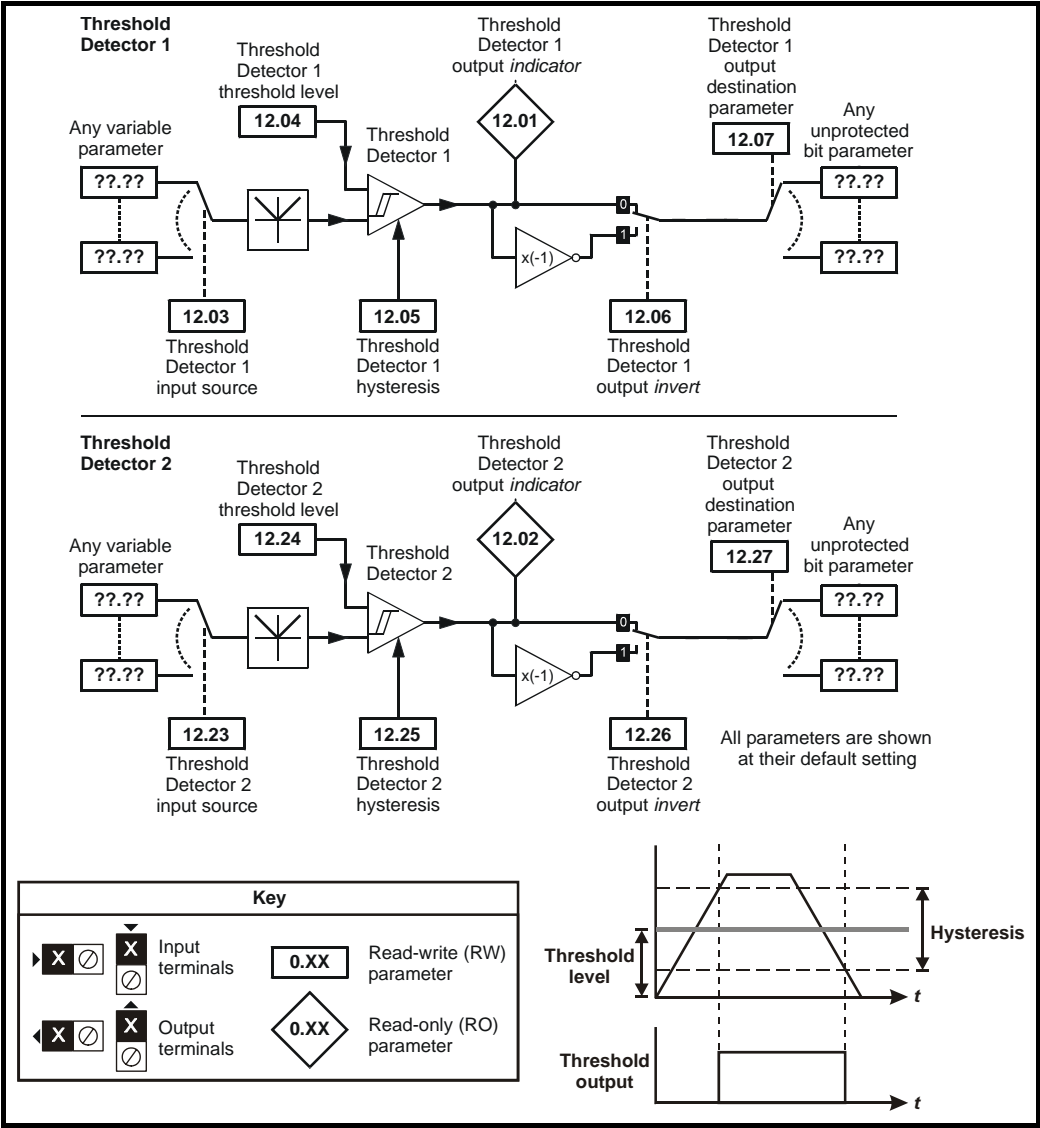 Threshold
Detector 1
Threshold
Detector 1
threshold level
12.04
Threshold
Detector 1
output indicator
12.01
Threshold
Detector 1
output
destination
parameter
12.07
Any variable
parameter
??.??
??.??
Threshold
Detector 1
Any
unprotected
bit parameter
??.??
??.??
0
1
x(-1)
12.03
Threshold
Detector 1
input source
12.05
Threshold
Detector 1
hysteresis
12.06
Threshold
Detector 1
output invert
Threshold
Detector 2
Threshold
Detector 2
threshold level
12.24
Threshold
Detector 2
output indicator
12.02
Threshold
Detector 2
output
destination
parameter
12.27
Any variable
parameter
??.??
??.??
Threshold
Detector 2
Any
unprotected
bit parameter
??.??
??.??
0
1
x(-1)
12.23
Threshold
Detector 2
input source
12.25
Threshold
Detector 2
hysteresis
12.26
Threshold
Detector 2
output invert
All parameters are shown
at their default setting
Key
X
X
Input
terminals
0.XX
Read-write (RW)
parameter
X
X
Output
terminals
0.XX
Read-only (RO)
parameter
Threshold
level
Hysteresis
t
Threshold
output
t